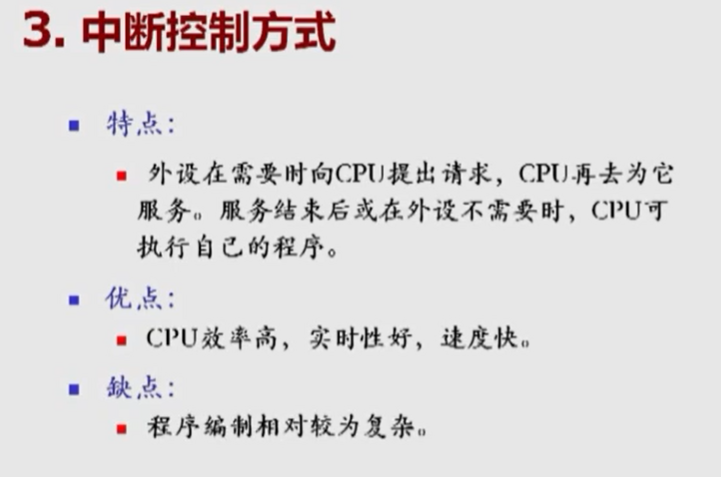 3. 中断控制方式
特点：
外设在需要时向CPU提出请求，CPU再去为它
服务。服务结束后或在外设不需要时，CPU可
执行自己的程序。
优点：
CPU效率高，实时性好，速度快。
缺点：
程序编制相对较为复杂。